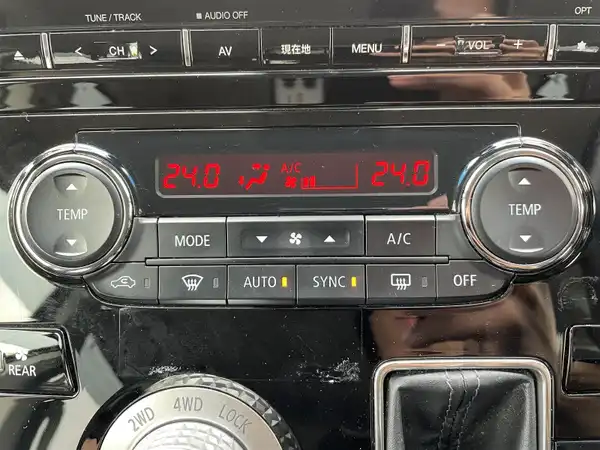 TUNE / TRACK
AUDIO OFF
OPT
CH
AV
現在地
MENU
VOL
24.0
A/C
24.0
TEMP
TEMP
MODE
A/C
AUTO
SYNC
OFF
REAR
2WD
4WD
LOCK